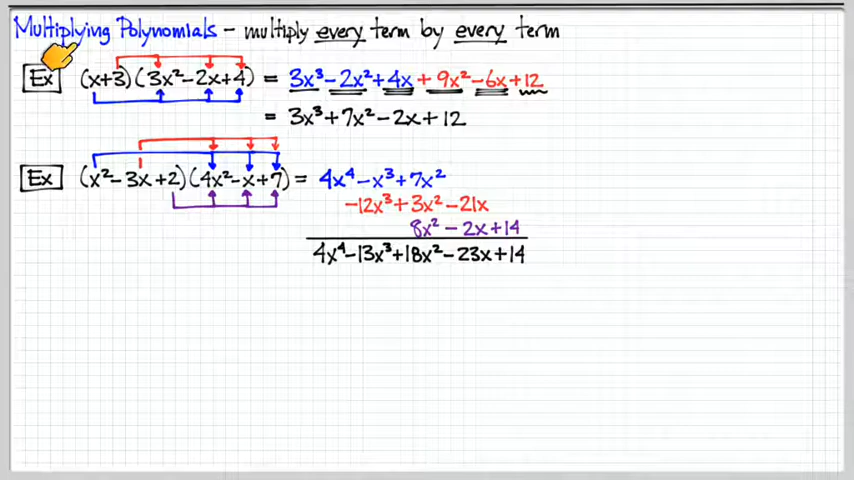 Multiplying Polynomials - multiply every term by every term
Ex (x+3)(3x²-2x+4) = 3x³-2x²+4x+9x²-6x+12
= 3x³+7x²-2x+12
Ex (x²-3x+2)(4x²-x+7) = 4x⁴-x³+7x²
-12x³+3x²-21x
8x²-2x+14
4x⁴-13x³+18x²-23x+14